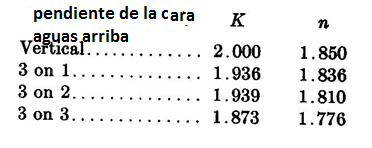 pendiente de la cara K n
aguas arriba
Vertical............... 2.000 1.850
3 on 1................. 1.936 1.836
3 on 2................. 1.939 1.810
3 on 3................. 1.873 1.776